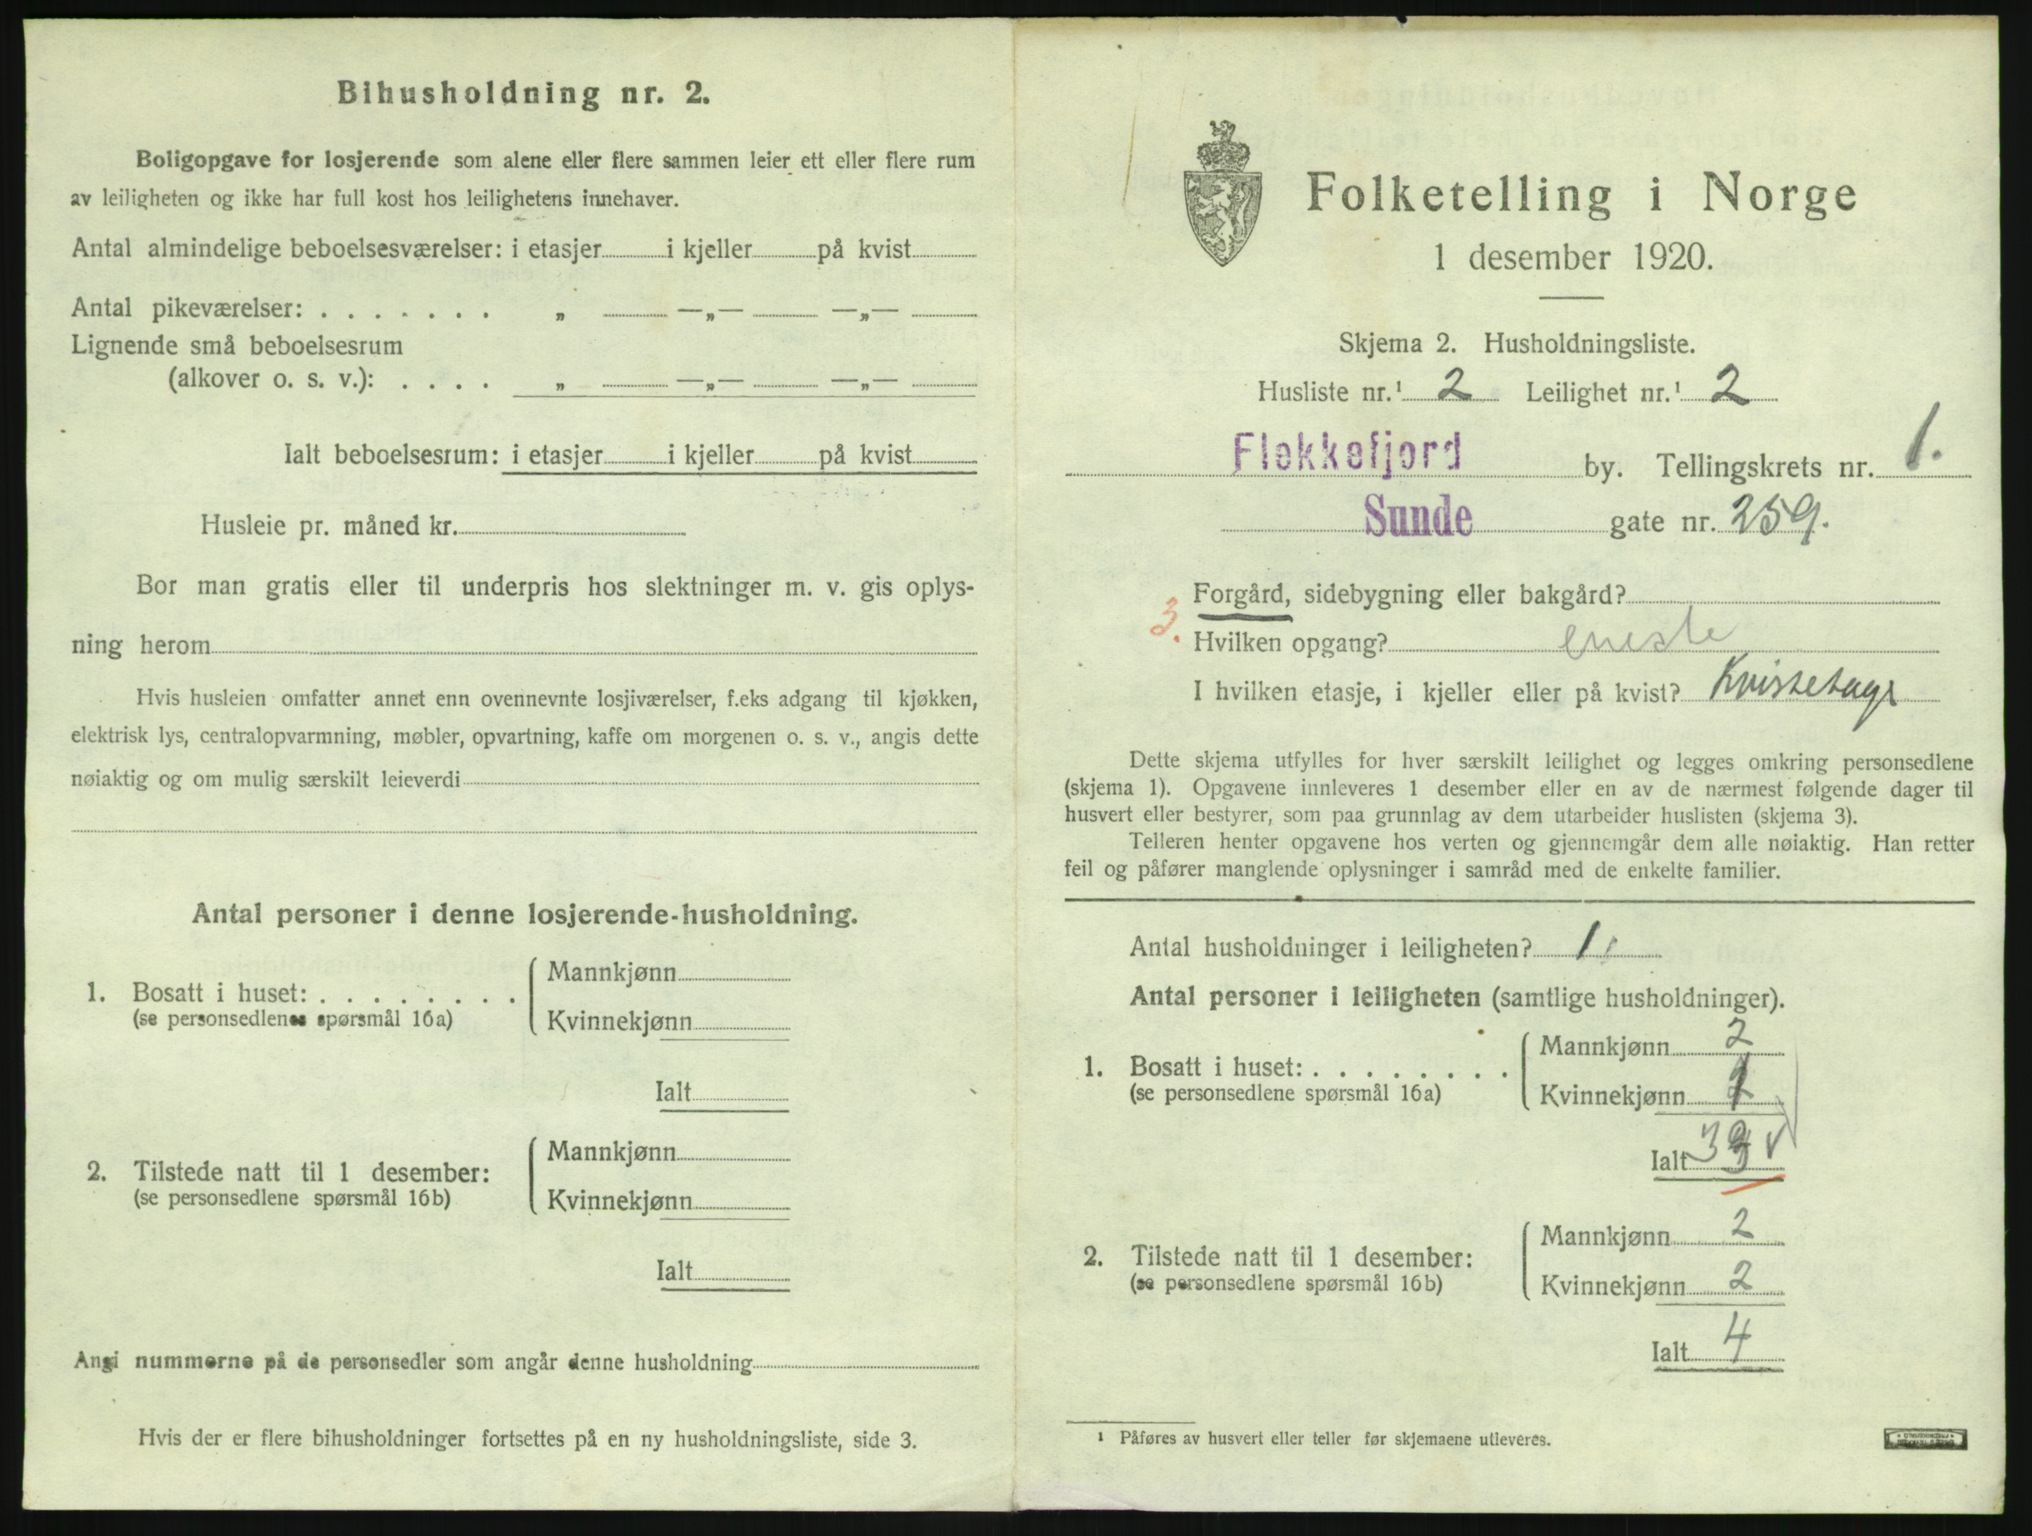 Bihusholdning nr. 2.
Boligopgave for losjerende som alene eller flere sammen leier ett eller flere rum
av leiligheten og ikke har full kost hos leilighetens innehaver.
Antal almindelige beboelsesværelser: i etasjer i kjeller på kvist
Antal pikeværelser: . . . . . . . „ —„— —„—
Lignende små beboelsesrum
(alkover o. s. v.): . . . . „ —„— —„—
Ialt beboelsesrum: i etasjer i kjeller på kvist
Husleie pr. måned kr.
Bor man gratis eller til underpris hos slektninger m. v. gis oplys-
ning herom
Hvis husleien omfatter annet enn ovennevnte losjiværelser, f.eks adgang til kjøkken,
elektrisk lys, centralopvarmning, møbler, opvartning, kaffe om morgenen o. s. v., angis dette
nøiaktig og om mulig særskilt leieverdi
Antal personer i denne losjerende-husholdning.
Mannkjønn
1. Bosatt i huset: . . . . . . . .
(se personsedlenes spørsmål 16a)
Kvinnekjønn
Ialt
Mannkjønn
2. Tilstede natt til 1 desember:
(se personsedlene spørsmål 16b)
Kvinnekjønn
Ialt
Angi nummerne på de personsedler som angår denne husholdning
Hvis der er flere bihusholdninger fortsettes på en ny husholdningsliste, side 3.
Folketelling i Norge
1 desember 1920.
Skjema 2. Husholdningsliste.
Husliste nr.¹ 2 Leilighet nr.¹ 2
Flekkefjord by. Tellingskrets nr. 1.
Sunde gate nr. 259.
Forgård, sidebygning eller bakgård?
3.
Hvilken opgang? eneste
I hvilken etasje, i kjeller eller på kvist? Kvistetage
Dette skjema utfylles for hver særskilt leilighet og legges omkring personsedlene
(skjema 1). Opgavene innleveres 1 desember eller en av de nærmest følgende dager til
husvert eller bestyrer, som paa grunnlag av dem utarbeider huslisten (skjema 3).
Telleren henter opgavene hos verten og gjennemgår dem alle nøiaktig. Han retter
feil og påfører manglende oplysninger i samråd med de enkelte familier.
Antal husholdninger i leiligheten? 1
Antal personer i leiligheten (samtlige husholdninger).
Mannkjønn 2
1. Bosatt i huset: . . . . . . . .
(se personsedlene spørsmål 16a)
Kvinnekjønn 1
Ialt 3
Mannkjønn 2
2. Tilstede natt til 1 desember:
(se personsedlene spørsmål 16b)
Kvinnekjønn 2
Ialt 4
¹ Påføres av husvert eller teller før skjemaene utleveres.